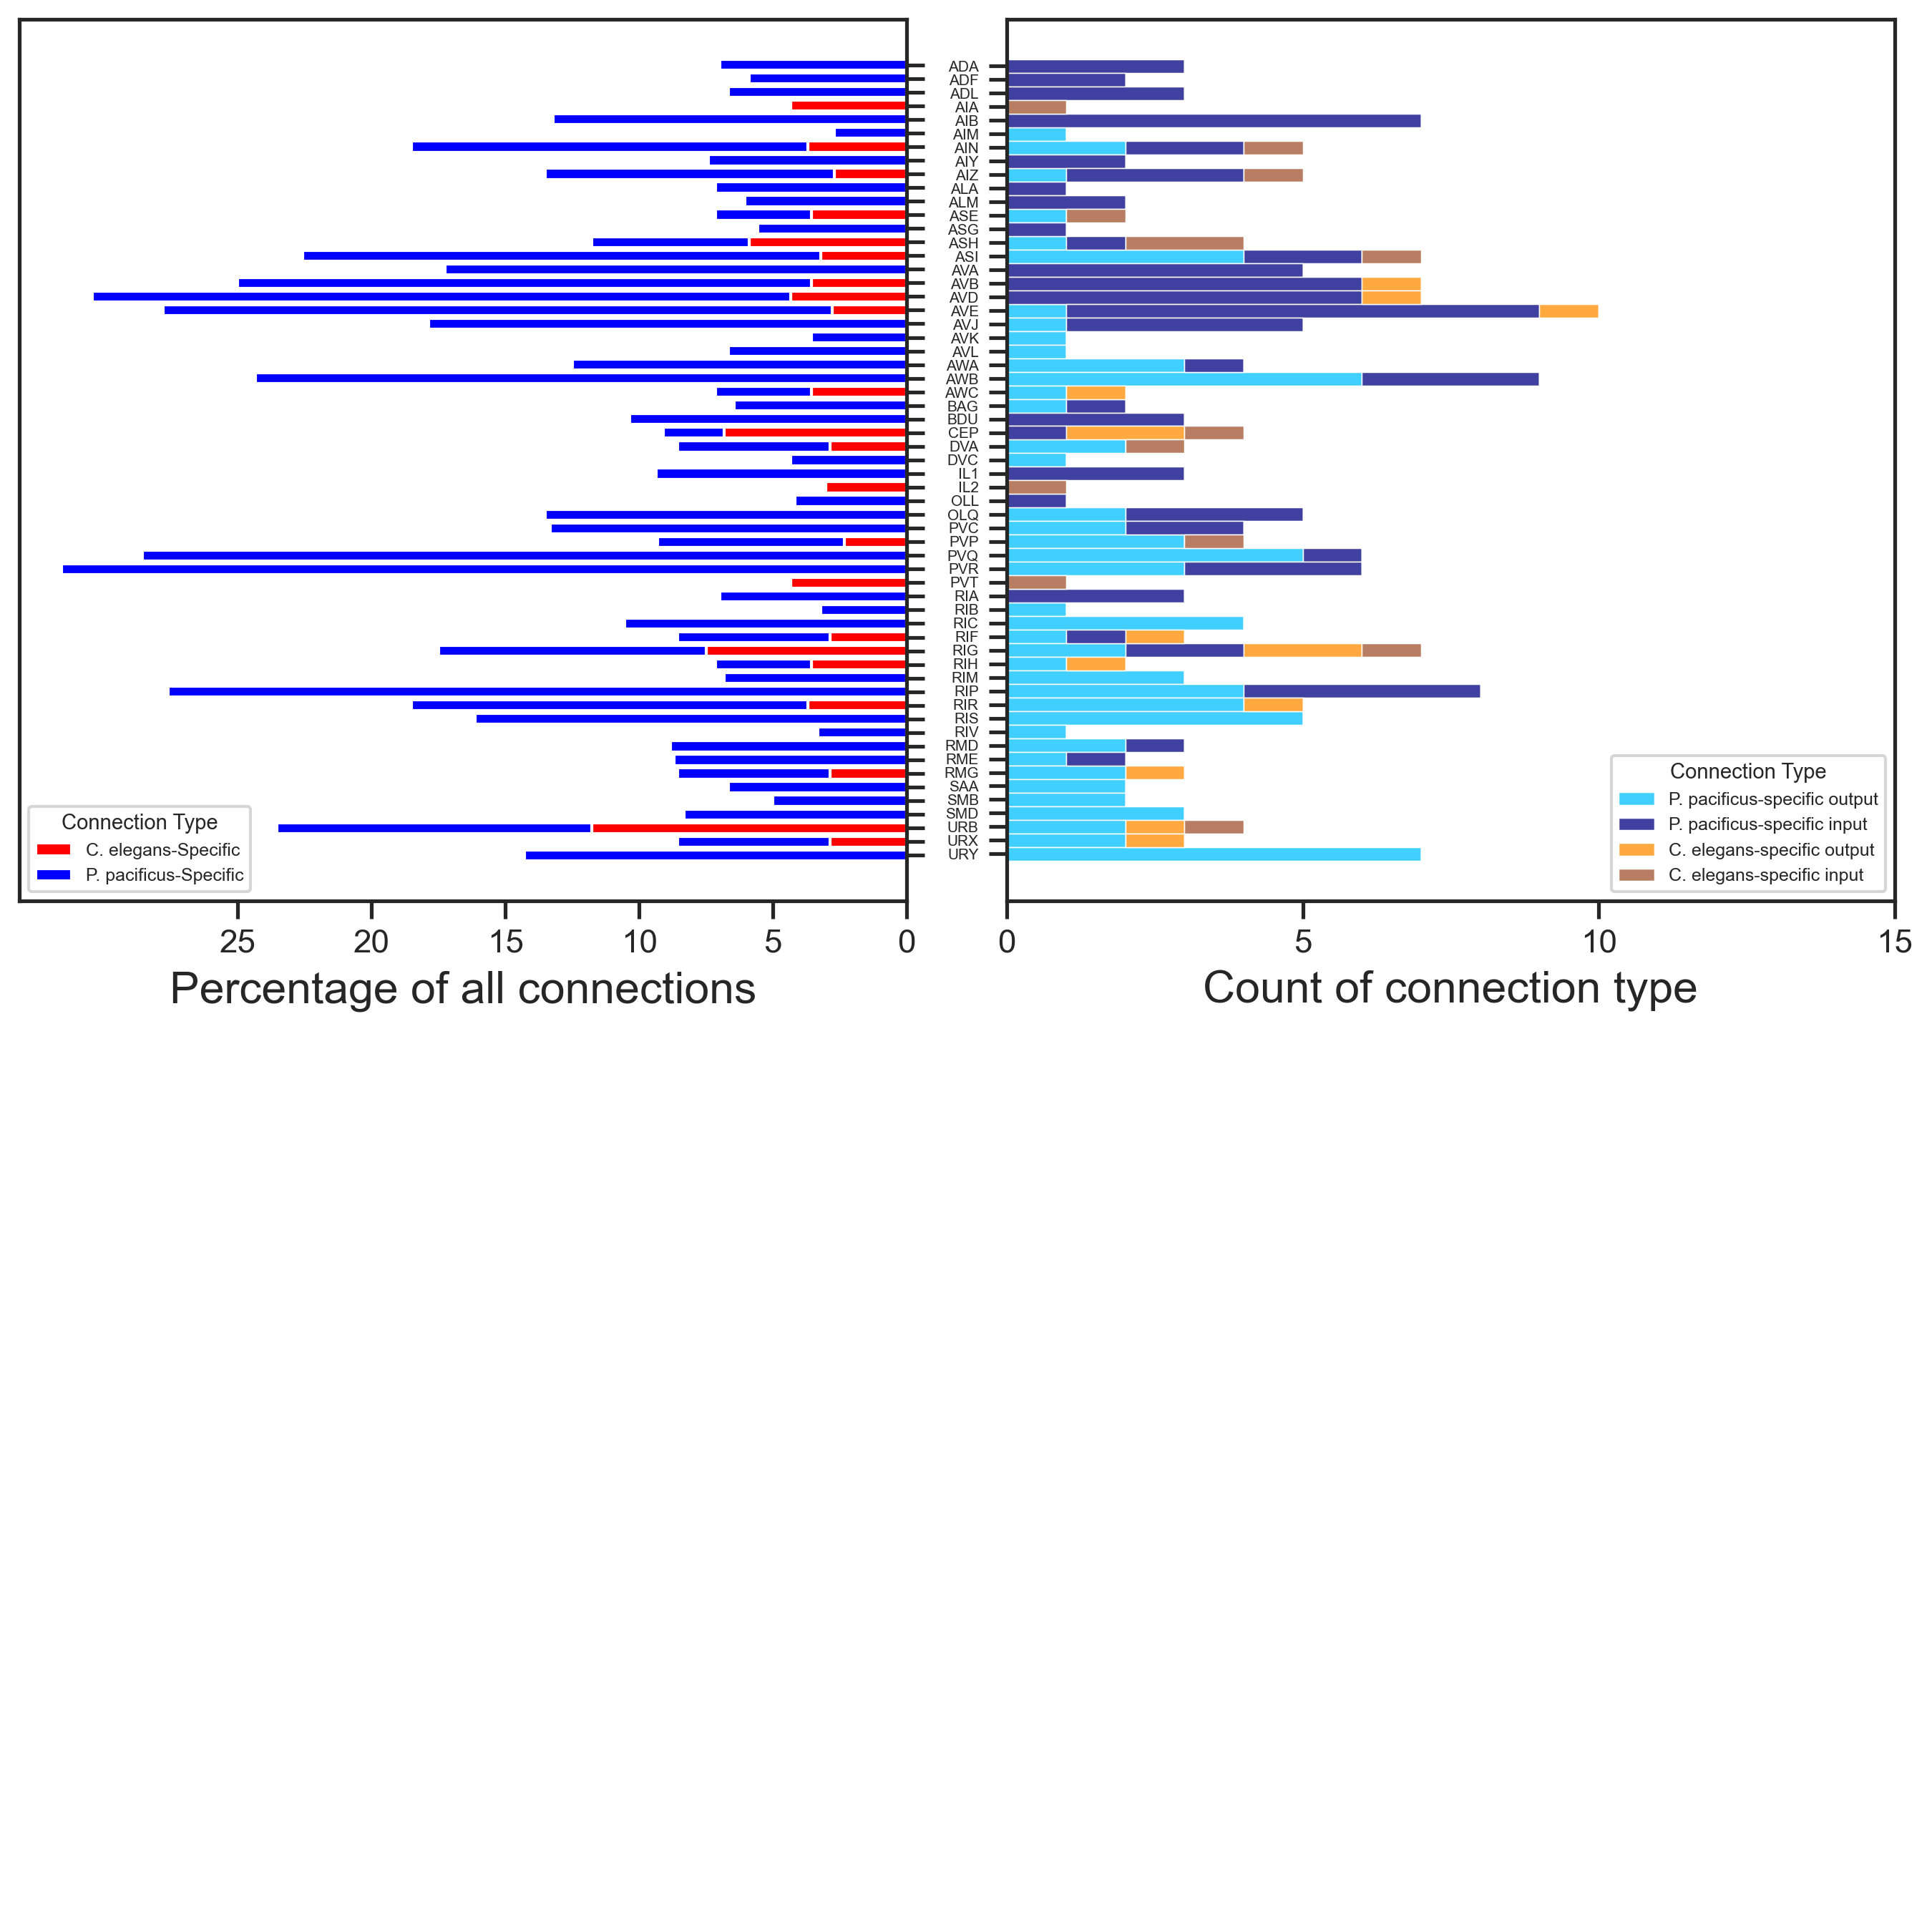 ADA
ADF
ADL
AIA
AIB
AIM
AIN
AIY
AIZ
ALA
ALM
ASE
ASG
ASH
ASI
AVA
AVB
AVD
AVE
AVJ
AVK
AVL
AWA
AWB
AWC
BAG
BDU
CEP
DVA
DVC
IL1
IL2
OLL
OLQ
PVC
PVP
PVQ
PVR
PVT
RIA
RIB
RIC
RIF
RIG
RIH
RIM
RIP
RIR
RIS
RIV
RMD
RME
RMG
SAA
SMB
SMD
URB
URX
URY
Connection Type
C. elegans-Specific
P. pacificus-Specific
25 20 15 10 5 0
Percentage of all connections
Connection Type
P. pacificus-specific output
P. pacificus-specific input
C. elegans-specific output
C. elegans-specific input
0 5 10 15
Count of connection type